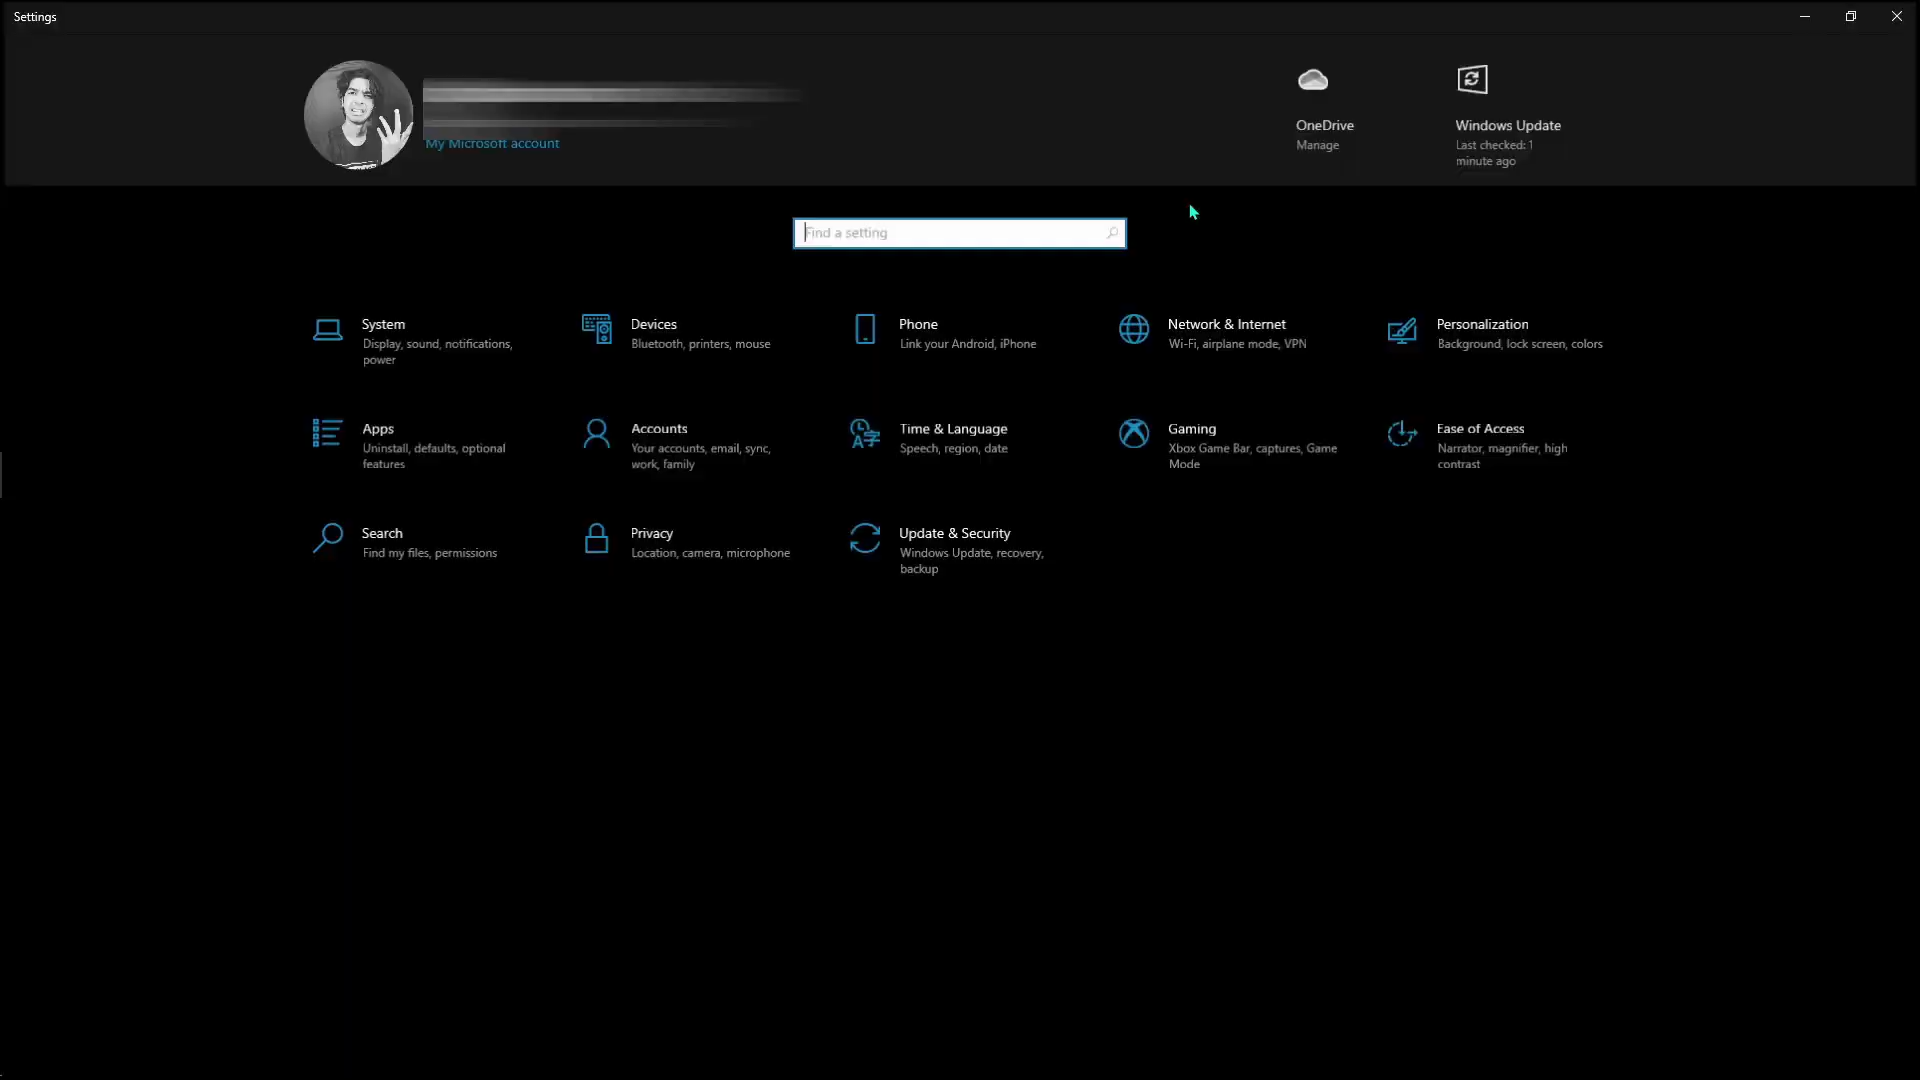 Settings
My Microsoft account
OneDrive
Manage
Windows Update
Last checked: 1
minute ago
Find a setting
System
Display, sound, notifications,
power
Devices
Bluetooth, printers, mouse
Phone
Link your Android, iPhone
Network & Internet
Wi-Fi, airplane mode, VPN
Personalization
Background, lock screen, colors
Apps
Uninstall, defaults, optional
features
Accounts
Your accounts, email, sync,
work, family
Time & Language
Speech, region, date
Gaming
Xbox Game Bar, captures, Game
Mode
Ease of Access
Narrator, magnifier, high
contrast
Search
Find my files, permissions
Privacy
Location, camera, microphone
Update & Security
Windows Update, recovery,
backup